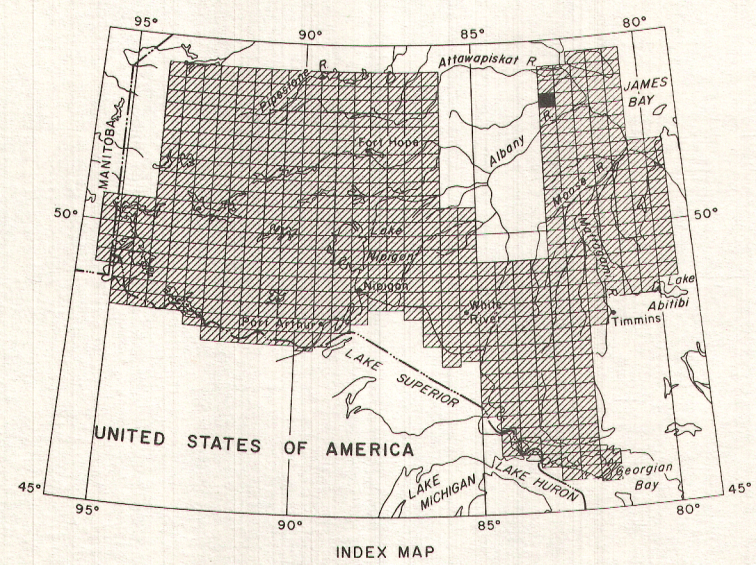 95°
90°
85°
80°
Attawapiskat R
Pipestone R.
JAMES
BAY
MANITOBA
Fort Hope
Albany
R.
Moose R
50°
50°
Lake
Nipigon
Mattagami
R
Nipigon
Lake
Abitibi
White
River
Port Arthur
Timmins
LAKE SUPERIOR
UNITED STATES OF AMERICA
Georgian
Bay
LAKE HURON
LAKE
MICHIGAN
45°
45°
95°
90°
85°
80°
INDEX MAP